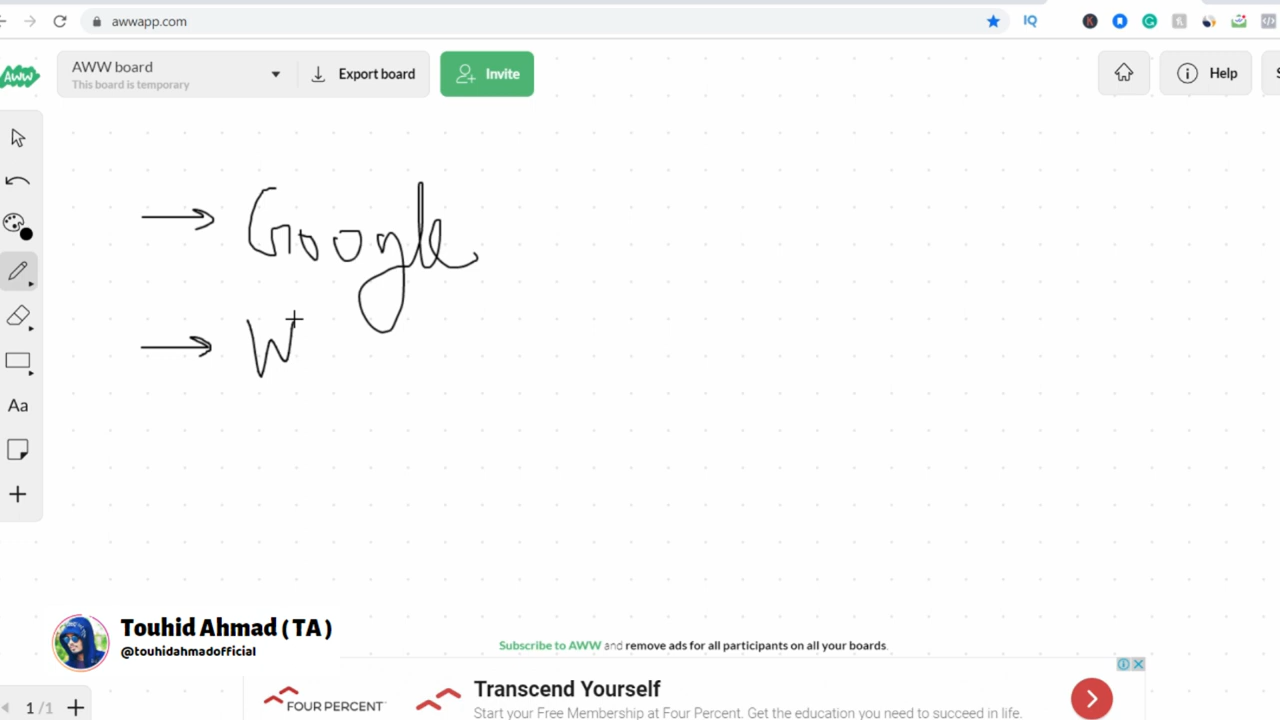 awwapp.com
IQ
AWW
AWW board
This board is temporary
Export board
Invite
Help
→ Google
→ W
Aa
Touhid Ahmad ( TA )
@touhidahmadofficial
Subscribe to AWW and remove ads for all participants on all your boards.
FOUR PERCENT
Transcend Yourself
Start your Free Membership at Four Percent. Get the education you need to succeed in life.
1 / 1